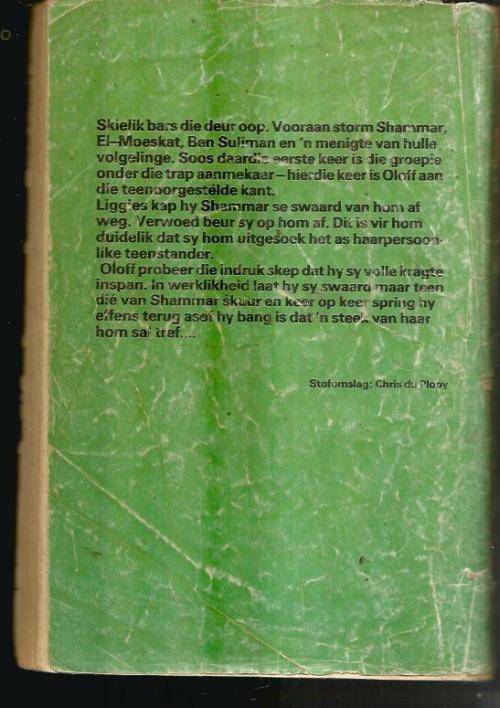 Skielik bars die deur oop. Vooraan storm Shammar,
El-Moeskat, Ben Suliman en 'n menigte van hulle
volgelinge. Soos daardie eerste keer is die groepie
onder die trap aanmekaar — hierdie keer is Oloff aan
die teenoorgestelde kant.
Liggies kap hy Shammar se swaard van hom af
weg. Verwoed beur sy op hom af. Dit is vir hom
duidelik dat sy hom uitgesoek het as haar persoon-
like teenstander.
Oloff probeer die indruk skep dat hy sy volle kragte
inspan. In werklikheid laat hy sy swaard maar teen
dié van Shammar skuur en keer op keer spring hy
effens terug asof hy bang is dat 'n steek van haar
hom sal tref....
Stofomslag: Chris du Plooy